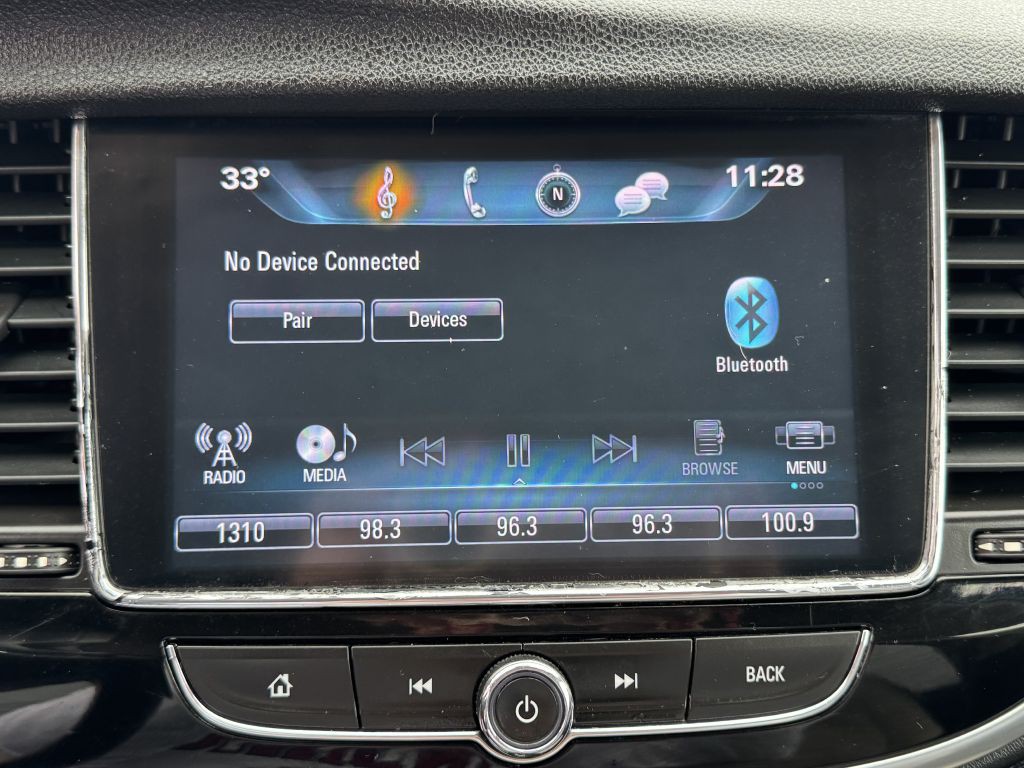 33° N 11:28
No Device Connected
Pair Devices
Bluetooth
RADIO MEDIA BROWSE MENU
1310 98.3 96.3 96.3 100.9
BACK